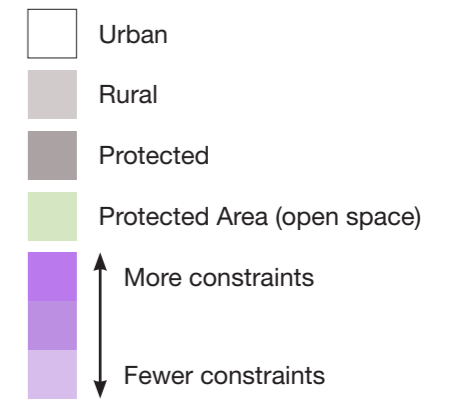 Urban
Rural
Protected
Protected Area (open space)
More constraints
Fewer constraints